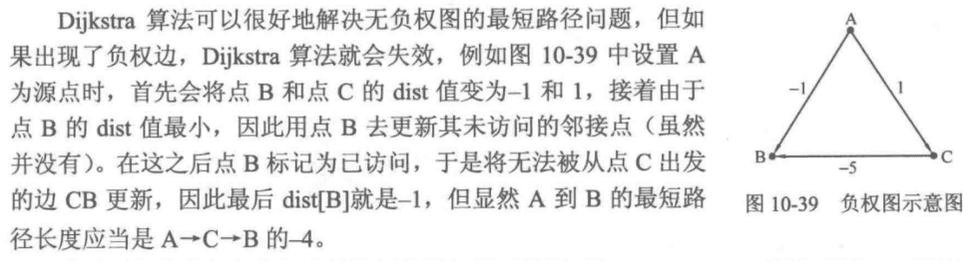 Dijkstra 算法可以很好地解决无负权图的最短路径问题，但如
果出现了负权边，Dijkstra 算法就会失效，例如图 10-39 中设置 A
为源点时，首先会将点 B 和点 C 的 dist 值变为–1 和 1，接着由于
点 B 的 dist 值最小，因此用点 B 去更新其未访问的邻接点（虽然
并没有）。在这之后点 B 标记为已访问，于是将无法被从点 C 出发
的边 CB 更新，因此最后 dist[B]就是–1，但显然 A 到 B 的最短路
径长度应当是 A→C→B 的–4。
A
–1
1
B
C
–5
图 10-39 负权图示意图